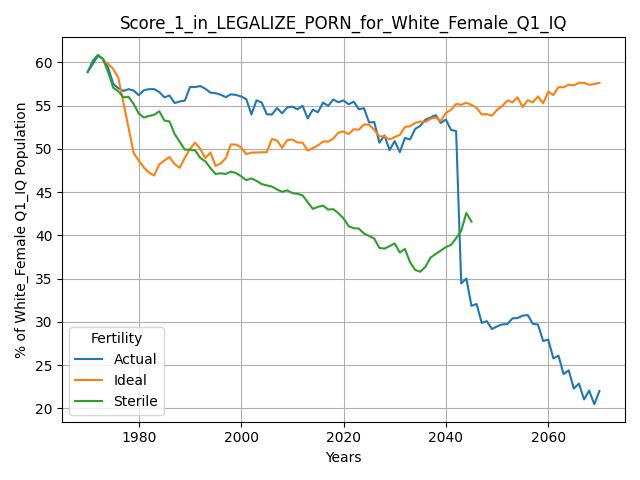 Score_1_in_LEGALIZE_PORN_for_White_Female_Q1_IQ
% of White_Female Q1_IQ Population
60
55
50
45
40
35
30
25
20
Fertility
Actual
Ideal
Sterile
1980
2000
2020
2040
2060
Years